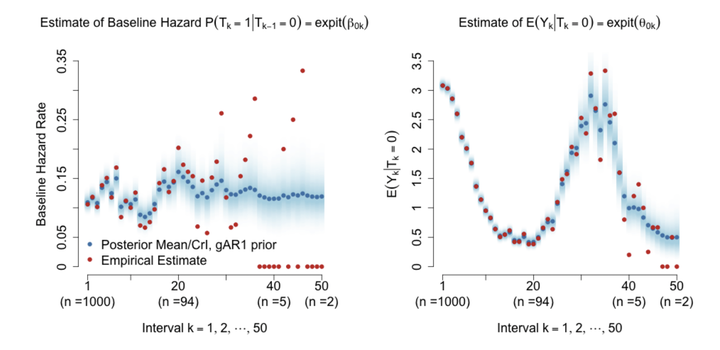 Estimate of Baseline Hazard P(Tₖ = 1|Tₖ₋₁ = 0) = expit(β₀ₖ)
Baseline Hazard Rate
0.35
0.25
0.15
0.05
0
Posterior Mean/CrI, gAR1 prior
Empirical Estimate
1 20 40 50
(n =1000) (n =94) (n =5) (n =2)
Interval k = 1, 2, ⋯, 50
Estimate of E(Yₖ|Tₖ = 0) = expit(θ₀ₖ)
E(Yₖ|Tₖ = 0)
3.5
3
2.5
2
1.5
1
0.5
0
1 20 40 50
(n =1000) (n =94) (n =5) (n =2)
Interval k = 1, 2, ⋯, 50